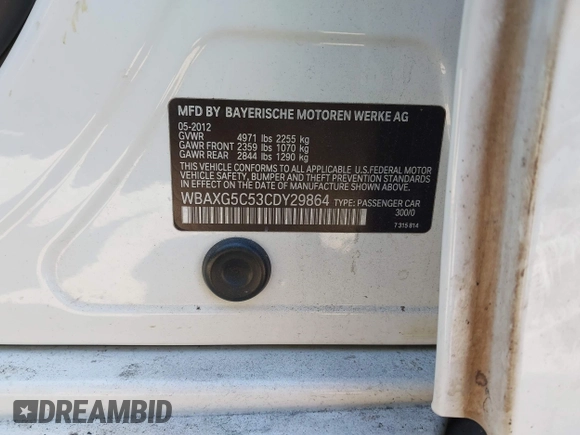 MFD BY BAYERISCHE MOTOREN WERKE AG
05-2012
GVWR 4971 lbs 2255 kg
GAWR FRONT 2359 lbs 1070 kg
GAWR REAR 2844 lbs 1290 kg
THIS VEHICLE CONFORMS TO ALL APPLICABLE U.S.FEDERAL MOTOR
VEHICLE SAFETY, BUMPER, AND THEFT PREVENTION STANDARDS
IN EFFECT ON THE DATE OF MANUFACTURE SHOWN ABOVE.
WBAXG5C53CDY29864 TYPE: PASSENGER CAR
300/0
7 315 814
DREAMBID